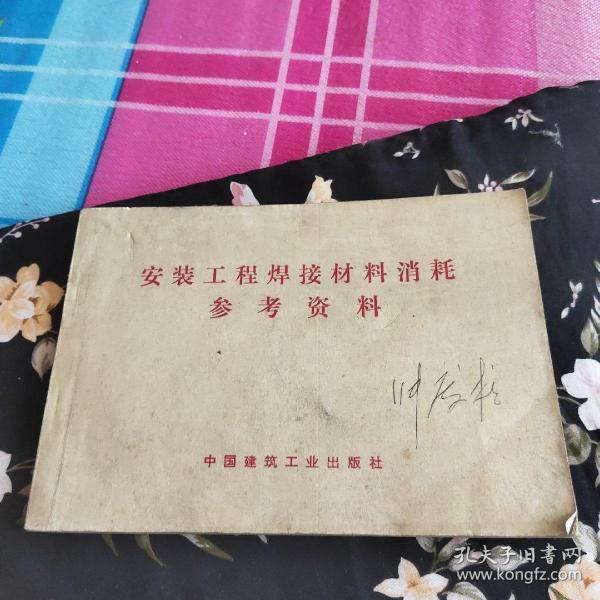 安装工程焊接材料消耗
参考资料
中国建筑工业出版社
孔夫子旧书网
www.kongfz.com